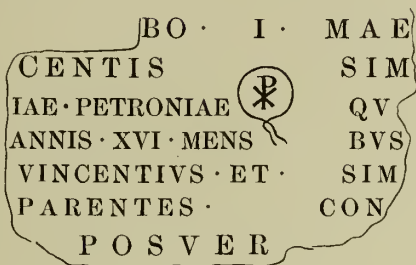 BO · I · MAE
CENTIS SIM
IAE · PETRONIAE ☧ QV
ANNIS · XVI · MENS BVS
VINCENTIVS · ET · SIM
PARENTES · CON
POSVER